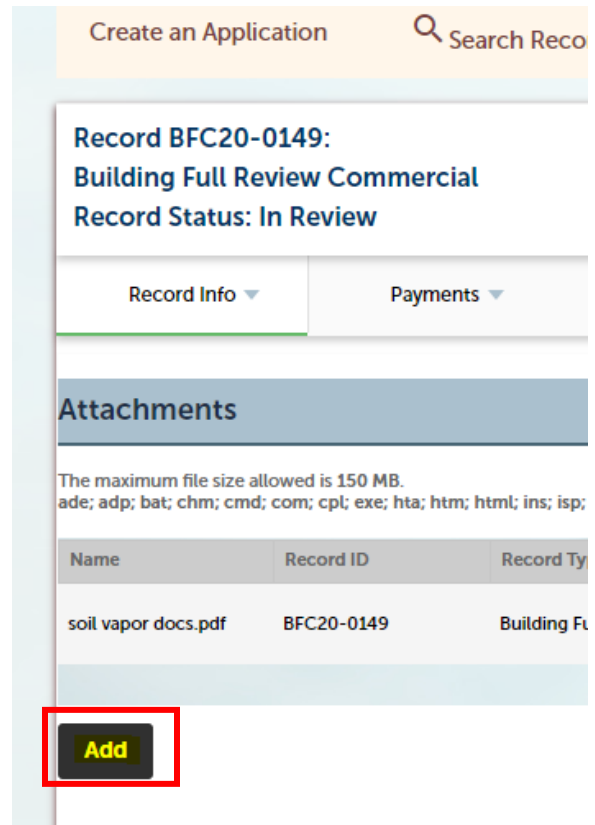 Create an Application Search Recor
Record BFC20-0149:
Building Full Review Commercial
Record Status: In Review
Record Info Payments
Attachments
The maximum file size allowed is 150 MB.
ade; adp; bat; chm; cmd; com; cpl; exe; hta; htm; html; ins; isp;
Name Record ID Record Ty
soil vapor docs.pdf BFC20-0149 Building Fu
Add